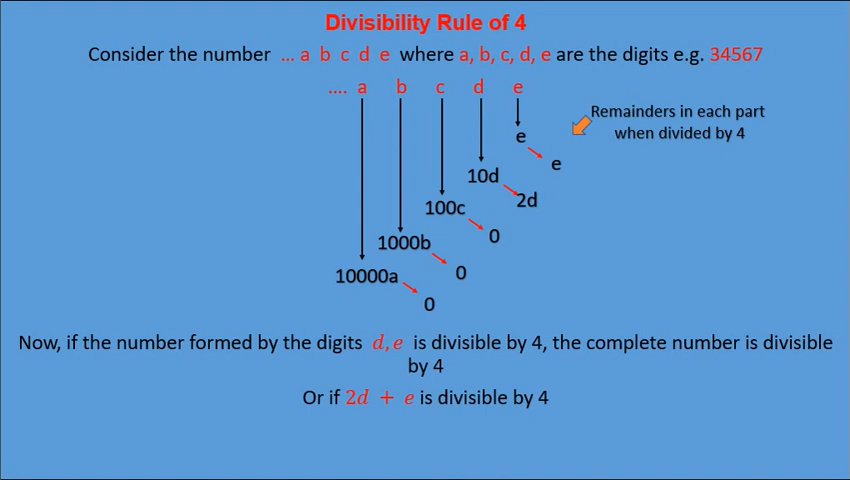 Divisibility Rule of 4
Consider the number ... a b c d e where a, b, c, d, e are the digits e.g. 34567
.... a b c d e
Remainders in each part
when divided by 4
e
e
10d
2d
100c
0
1000b
0
10000a
0
Now, if the number formed by the digits d, e is divisible by 4, the complete number is divisible
by 4
Or if 2d + e is divisible by 4